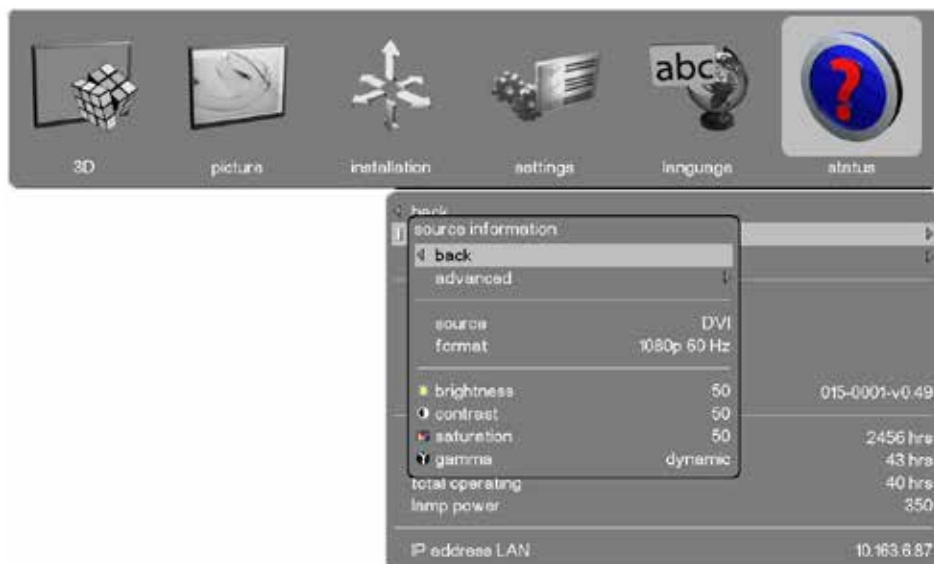 abc
3D picture installation settings language status
back
source information
back
advanced
source DVI
format 1080p 60 Hz
brightness 50
015-0001-v0.49
contrast 50
saturation 50
2456 hrs
gamma dynamic
43 hrs
total operating 40 hrs
lamp power 350
IP address LAN 10.163.6.87